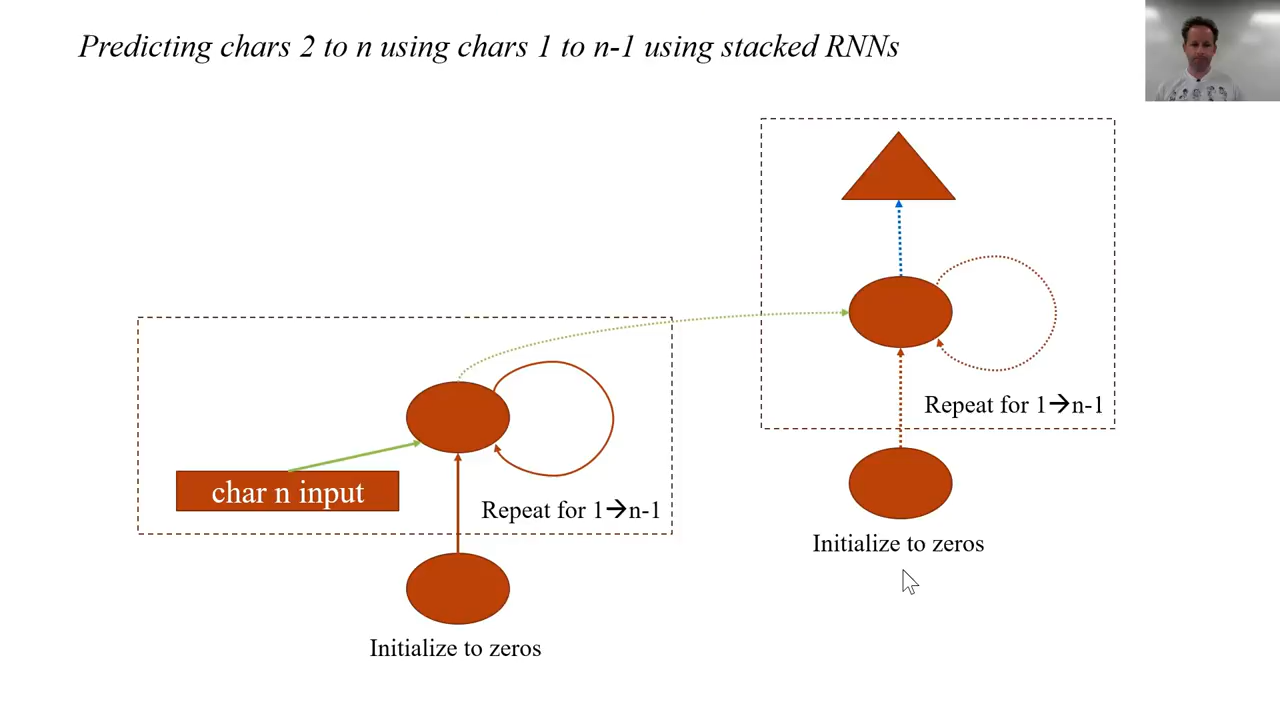 Predicting chars 2 to n using chars 1 to n-1 using stacked RNNs
Repeat for 1→n-1
char n input
Repeat for 1→n-1
Initialize to zeros
Initialize to zeros